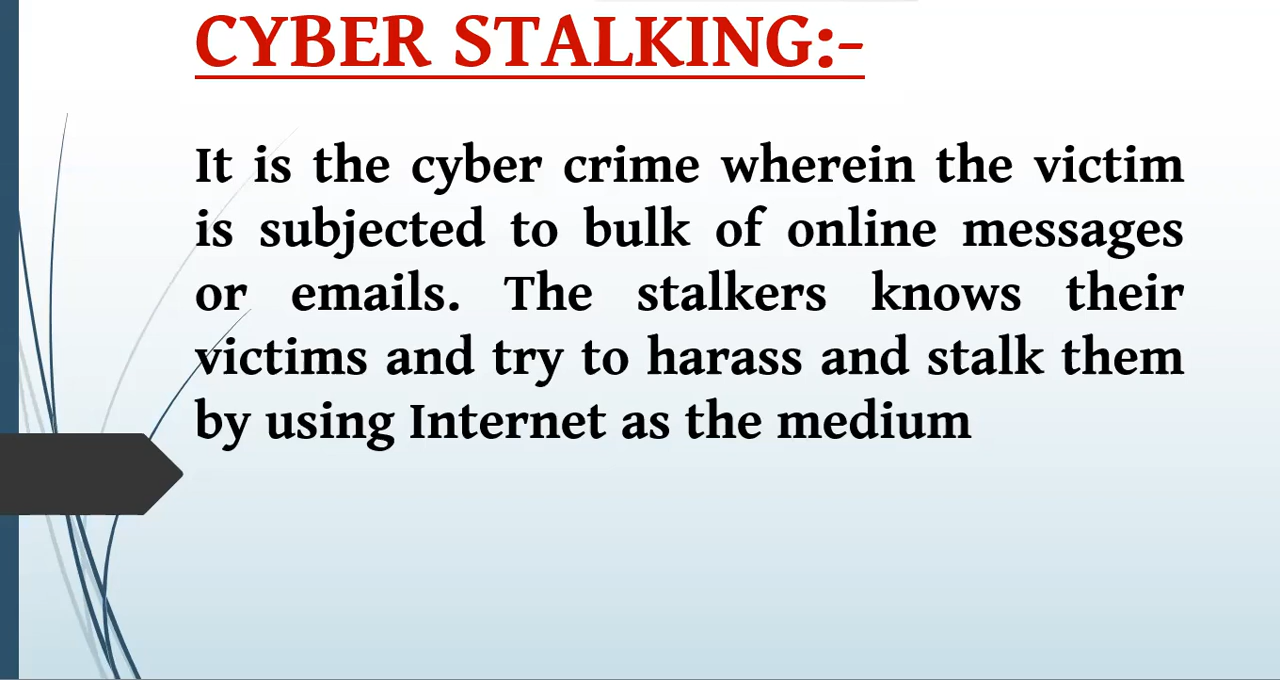 CYBER STALKING:-
It is the cyber crime wherein the victim
is subjected to bulk of online messages
or emails. The stalkers knows their
victims and try to harass and stalk them
by using Internet as the medium